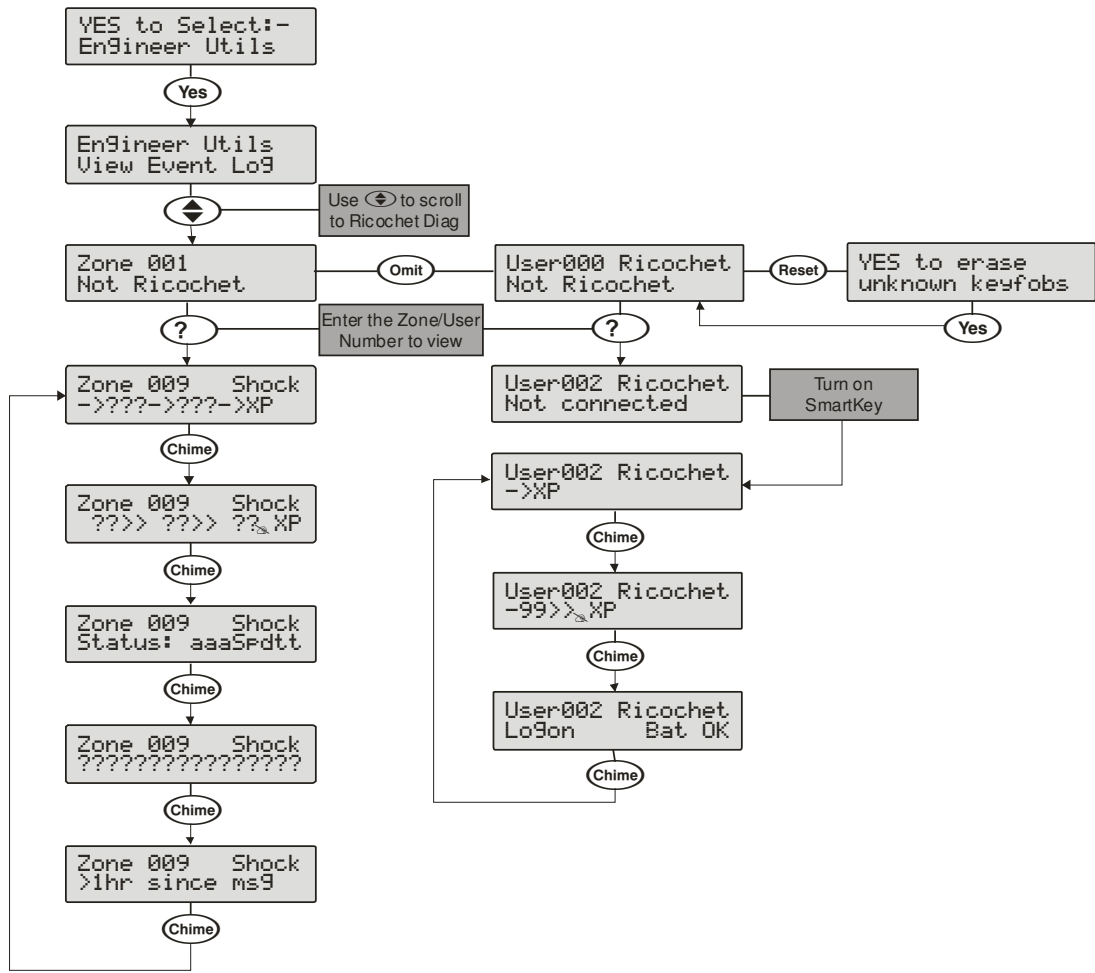 YES to Select:-
Engineer Utils
Yes
Engineer Utils
View Event Log
Use to scroll
to Ricochet Diag
Zone 001
Not Ricochet
Omit
User000 Ricochet
Not Ricochet
Reset
YES to erase
unknown keyfobs
Yes
?
Enter the Zone/User
Number to view
?
Zone 009 Shock
->???->???->XP
Chime
Zone 009 Shock
??>> ??>> ?? XP
Chime
Zone 009 Shock
Status: aaaSpdtt
Chime
Zone 009 Shock
????????????????
Chime
Zone 009 Shock
>1hr since msg
Chime
User002 Ricochet
Not connected
Turn on
SmartKey
User002 Ricochet
->XP
Chime
User002 Ricochet
-99>> XP
Chime
User002 Ricochet
Logon Bat OK
Chime